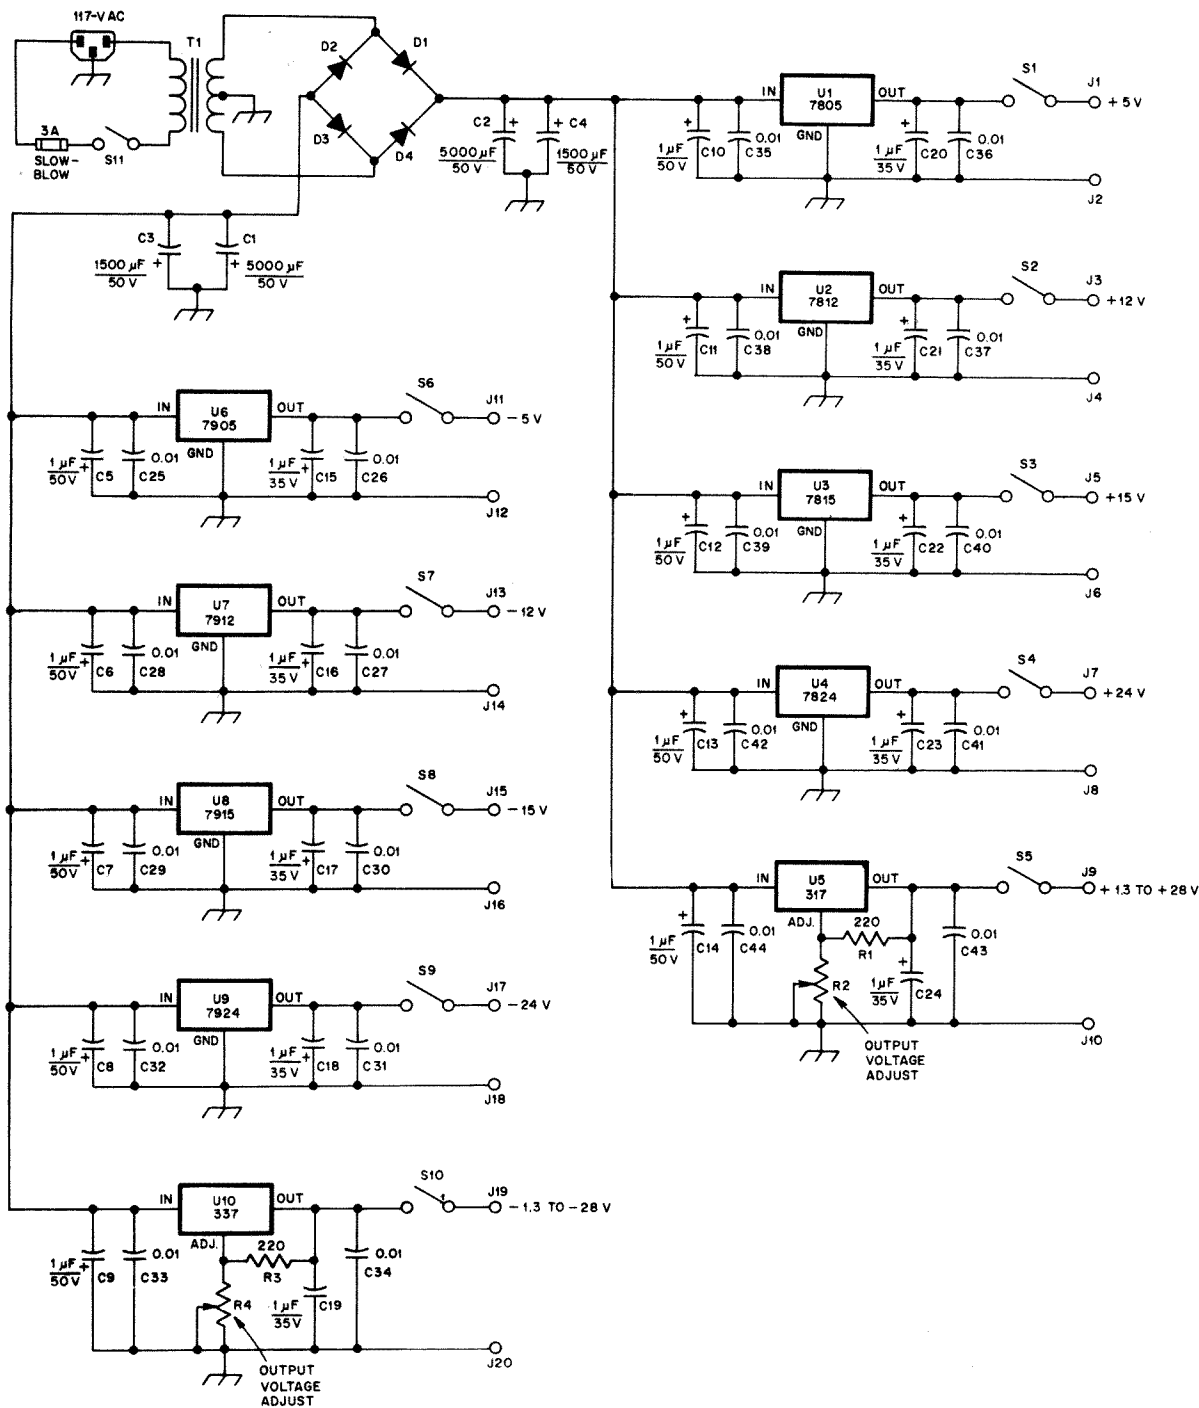 117-V AC
T1
3A
SLOW-
BLOW
S11
D2
D1
D3
D4
C2
+
5000 µF
50 V
+ C4
1500 µF
50 V
C3
1500 µF +
50 V
C1
+ 5000 µF
50 V
IN
U1
7805
OUT
GND
S1
J1
+ 5 V
+
1 µF
50 V
C10
0.01
C35
+
1 µF
35 V
C20
0.01
C36
J2
IN
U2
7812
OUT
GND
S2
J3
+12 V
+
1 µF
50 V
C11
0.01
C38
+
1 µF
35 V
C21
0.01
C37
J4
IN
U3
7815
OUT
GND
S3
J5
+15 V
+
1 µF
50 V
C12
0.01
C39
+
1 µF
35 V
C22
0.01
C40
J6
IN
U4
7824
OUT
GND
S4
J7
+24 V
+
1 µF
50 V
C13
0.01
C42
+
1 µF
35 V
C23
0.01
C41
J8
IN
U5
317
OUT
ADJ.
S5
J9
+ 1.3 TO + 28 V
+
1 µF
50 V
C14
0.01
C44
220
R1
R2
+
1 µF
35 V
C24
0.01
C43
OUTPUT
VOLTAGE
ADJUST
J10
IN
U6
7905
OUT
GND
S6
J11
- 5 V
1 µF
50 V +
C5
0.01
C25
1 µF
35 V +
C15
0.01
C26
J12
IN
U7
7912
OUT
GND
S7
J13
- 12 V
1 µF
50 V +
C6
0.01
C28
1 µF
35 V +
C16
0.01
C27
J14
IN
U8
7915
OUT
GND
S8
J15
- 15 V
1 µF
50 V +
C7
0.01
C29
1 µF
35 V +
C17
0.01
C30
J16
IN
U9
7924
OUT
GND
S9
J17
- 24 V
1 µF
50 V +
C8
0.01
C32
1 µF
35 V +
C18
0.01
C31
J18
IN
U10
337
OUT
ADJ.
S10
J19
- 1.3 TO - 28 V
1 µF
50 V +
C9
0.01
C33
220
R3
R4
1 µF
35 V
C19
0.01
C34
J20
OUTPUT
VOLTAGE
ADJUST